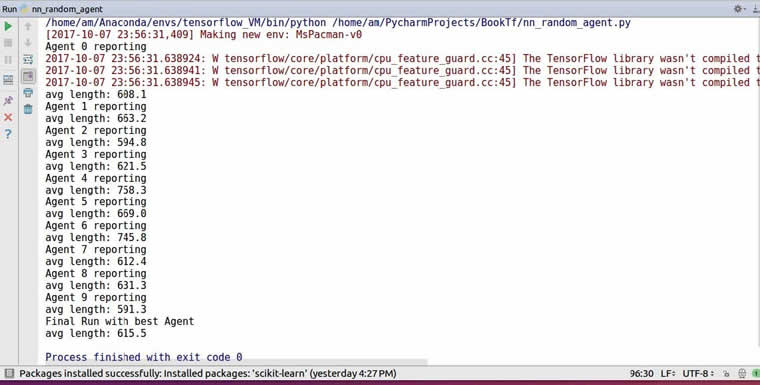 Run nn_random_agent
/home/am/Anaconda/envs/tensorflow_VM/bin/python /home/am/PycharmProjects/BookTf/nn_random_agent.py
[2017-10-07 23:56:31,409] Making new env: MsPacman-v0
Agent 0 reporting
2017-10-07 23:56:31.638924: W tensorflow/core/platform/cpu_feature_guard.cc:45] The TensorFlow library wasn't compiled t
2017-10-07 23:56:31.638941: W tensorflow/core/platform/cpu_feature_guard.cc:45] The TensorFlow library wasn't compiled t
2017-10-07 23:56:31.638945: W tensorflow/core/platform/cpu_feature_guard.cc:45] The TensorFlow library wasn't compiled t
avg length: 608.1
Agent 1 reporting
avg length: 663.2
Agent 2 reporting
avg length: 594.8
Agent 3 reporting
avg length: 621.5
Agent 4 reporting
avg length: 758.3
Agent 5 reporting
avg length: 669.0
Agent 6 reporting
avg length: 745.8
Agent 7 reporting
avg length: 612.4
Agent 8 reporting
avg length: 631.3
Agent 9 reporting
avg length: 591.3
Final Run with best Agent
avg length: 615.5
Process finished with exit code 0
Packages installed successfully: Installed packages: 'scikit-learn' (yesterday 4:27 PM) 96:30 LF UTF-8